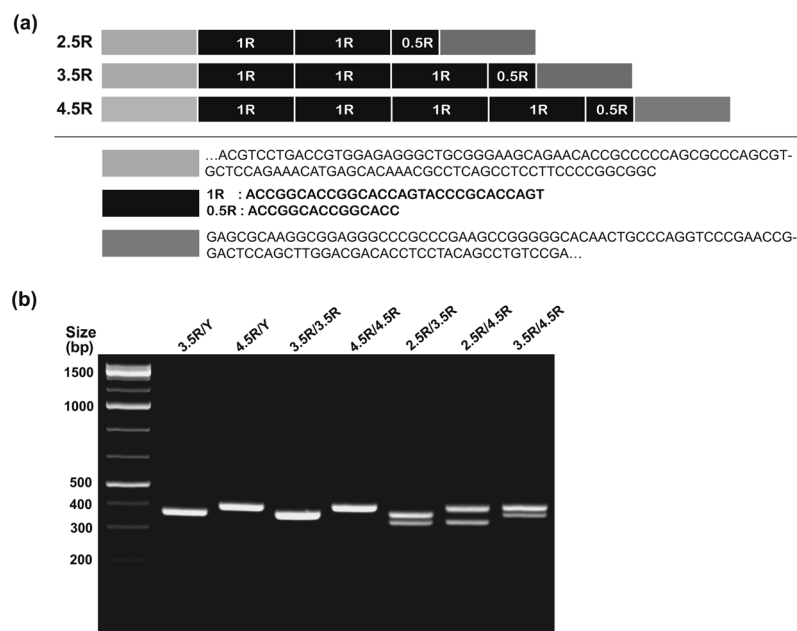 (a)
2.5R 1R 1R 0.5R
3.5R 1R 1R 1R 0.5R
4.5R 1R 1R 1R 1R 0.5R
...ACGTCCTGACCGTGGAGAGGGCTGCGGGAAGCAGAACACCGCCCCCAGCGCCCAGCGT-
GCTCCAGAAACATGAGCACAAACGCCTCAGCCTCCTTCCCCGGCGGC
1R : ACCGGCACCGGCACCAGTACCCGCACCAGT
0.5R : ACCGGCACCGGCACC
GAGCGCAAGGCGGAGGGCCCGCCCGAAGCCGGGGGCACAACTGCCCAGGTCCCGAACCG-
GACTCCAGCTTGGACGACACCTCCTACAGCCTGTCCGA...
(b)
Size
(bp)
3.5R/Y 4.5R/Y 3.5R/3.5R 4.5R/4.5R 2.5R/3.5R 2.5R/4.5R 3.5R/4.5R
1500
1000
500
400
300
200